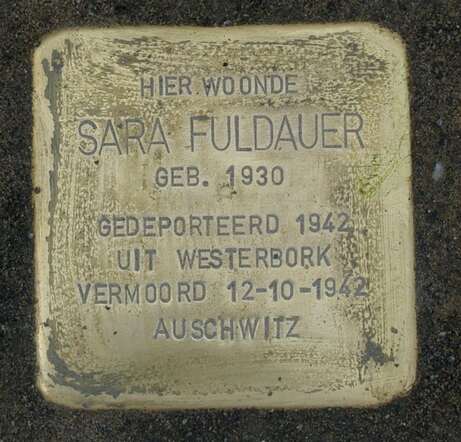 HIER WOONDE
SARA FULDAUER
GEB. 1930
GEDEPORTEERD 1942
UIT WESTERBORK
VERMOORD 12-10-1942
AUSCHWITZ